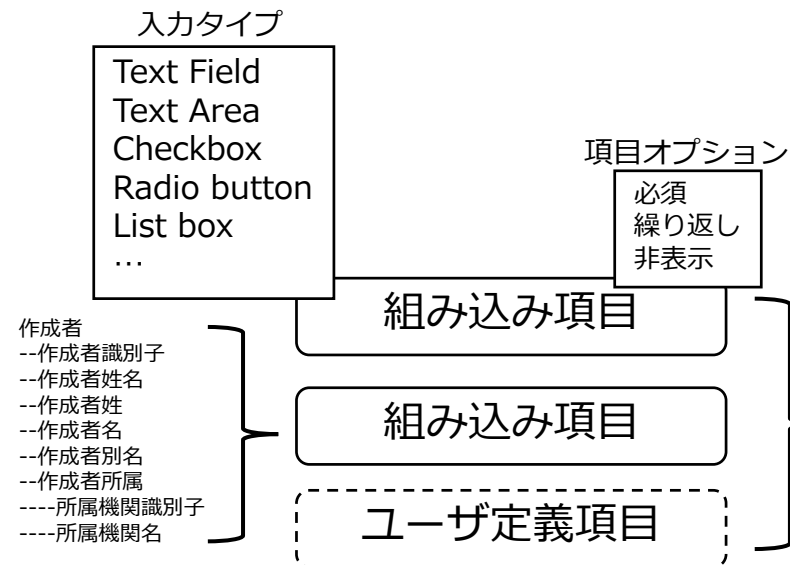 入力タイプ
Text Field
Text Area
Checkbox
Radio button
List box
…
項目オプション
必須
繰り返し
非表示
組み込み項目
作成者
--作成者識別子
--作成者姓名
--作成者姓
--作成者名
--作成者別名
--作成者所属
----所属機関識別子
----所属機関名
組み込み項目
ユーザ定義項目